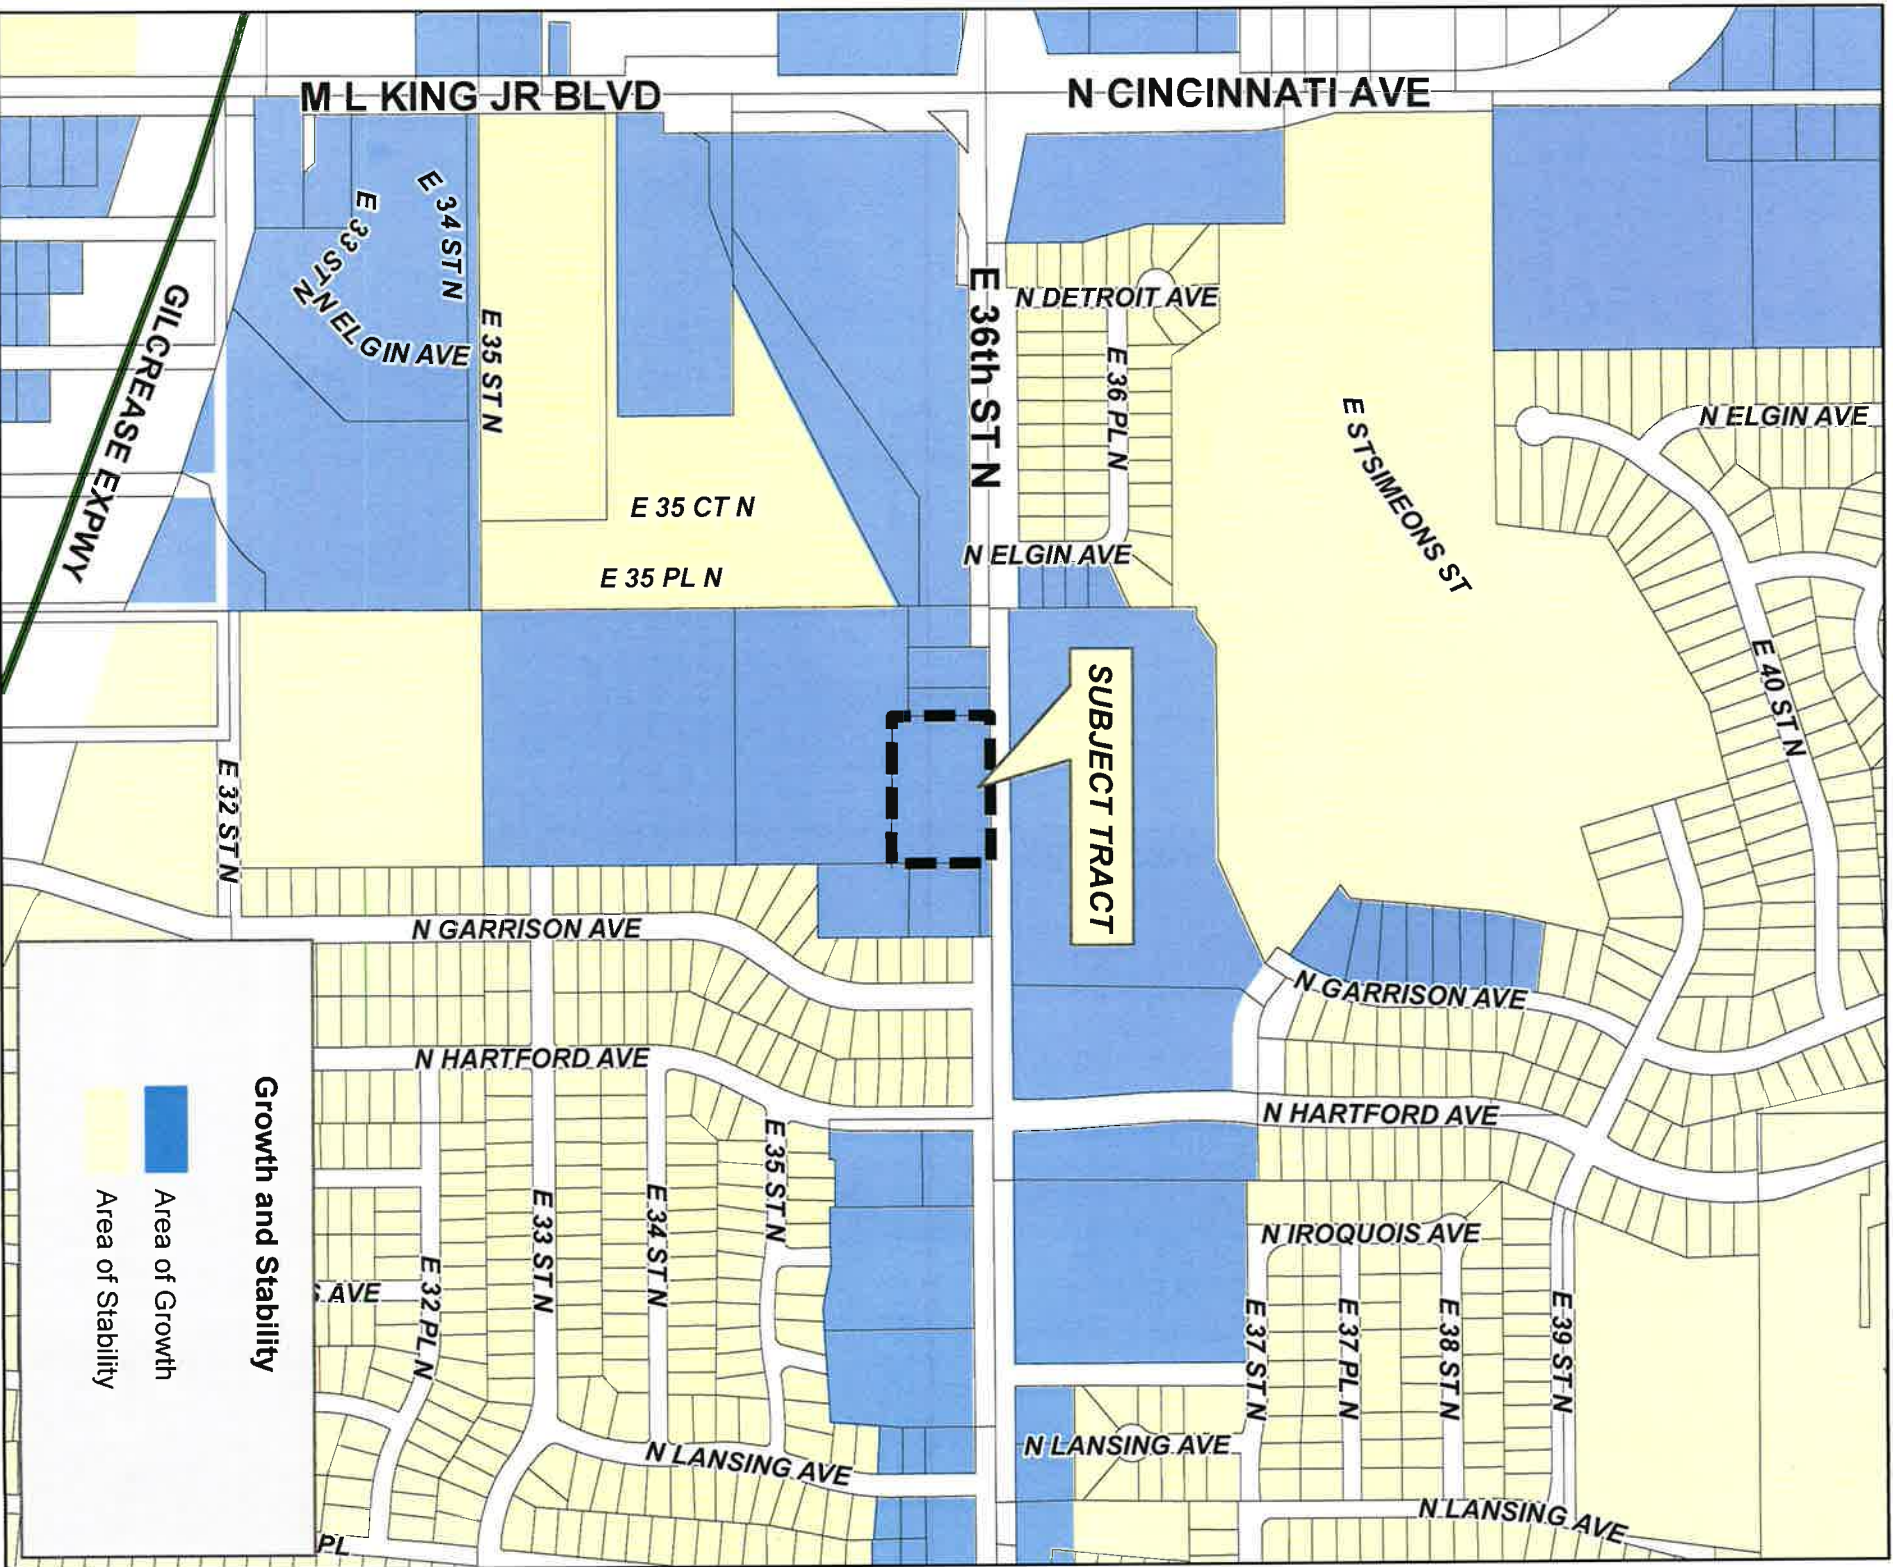 M L KING JR BLVD
N CINCINNATI AVE
E 34 ST N
E 33 ST N
N ELGIN AVE
E 35 ST N
GILCREASE EXPWY
E 36th ST N
N DETROIT AVE
E 36 PL N
N ELGIN AVE
E ST SIMEONS ST
N ELGIN AVE
E 35 CT N
E 35 PL N
E 40 ST N
SUBJECT TRACT
E 32 ST N
N GARRISON AVE
N GARRISON AVE
N HARTFORD AVE
N HARTFORD AVE
E 35 ST N
E 34 ST N
E 33 ST N
E 32 PL N
S AVE
N IROQUOIS AVE
E 37 ST N
E 37 PL N
E 38 ST N
E 39 ST N
N LANSING AVE
N LANSING AVE
N LANSING AVE
PL
Growth and Stability
Area of Growth
Area of Stability